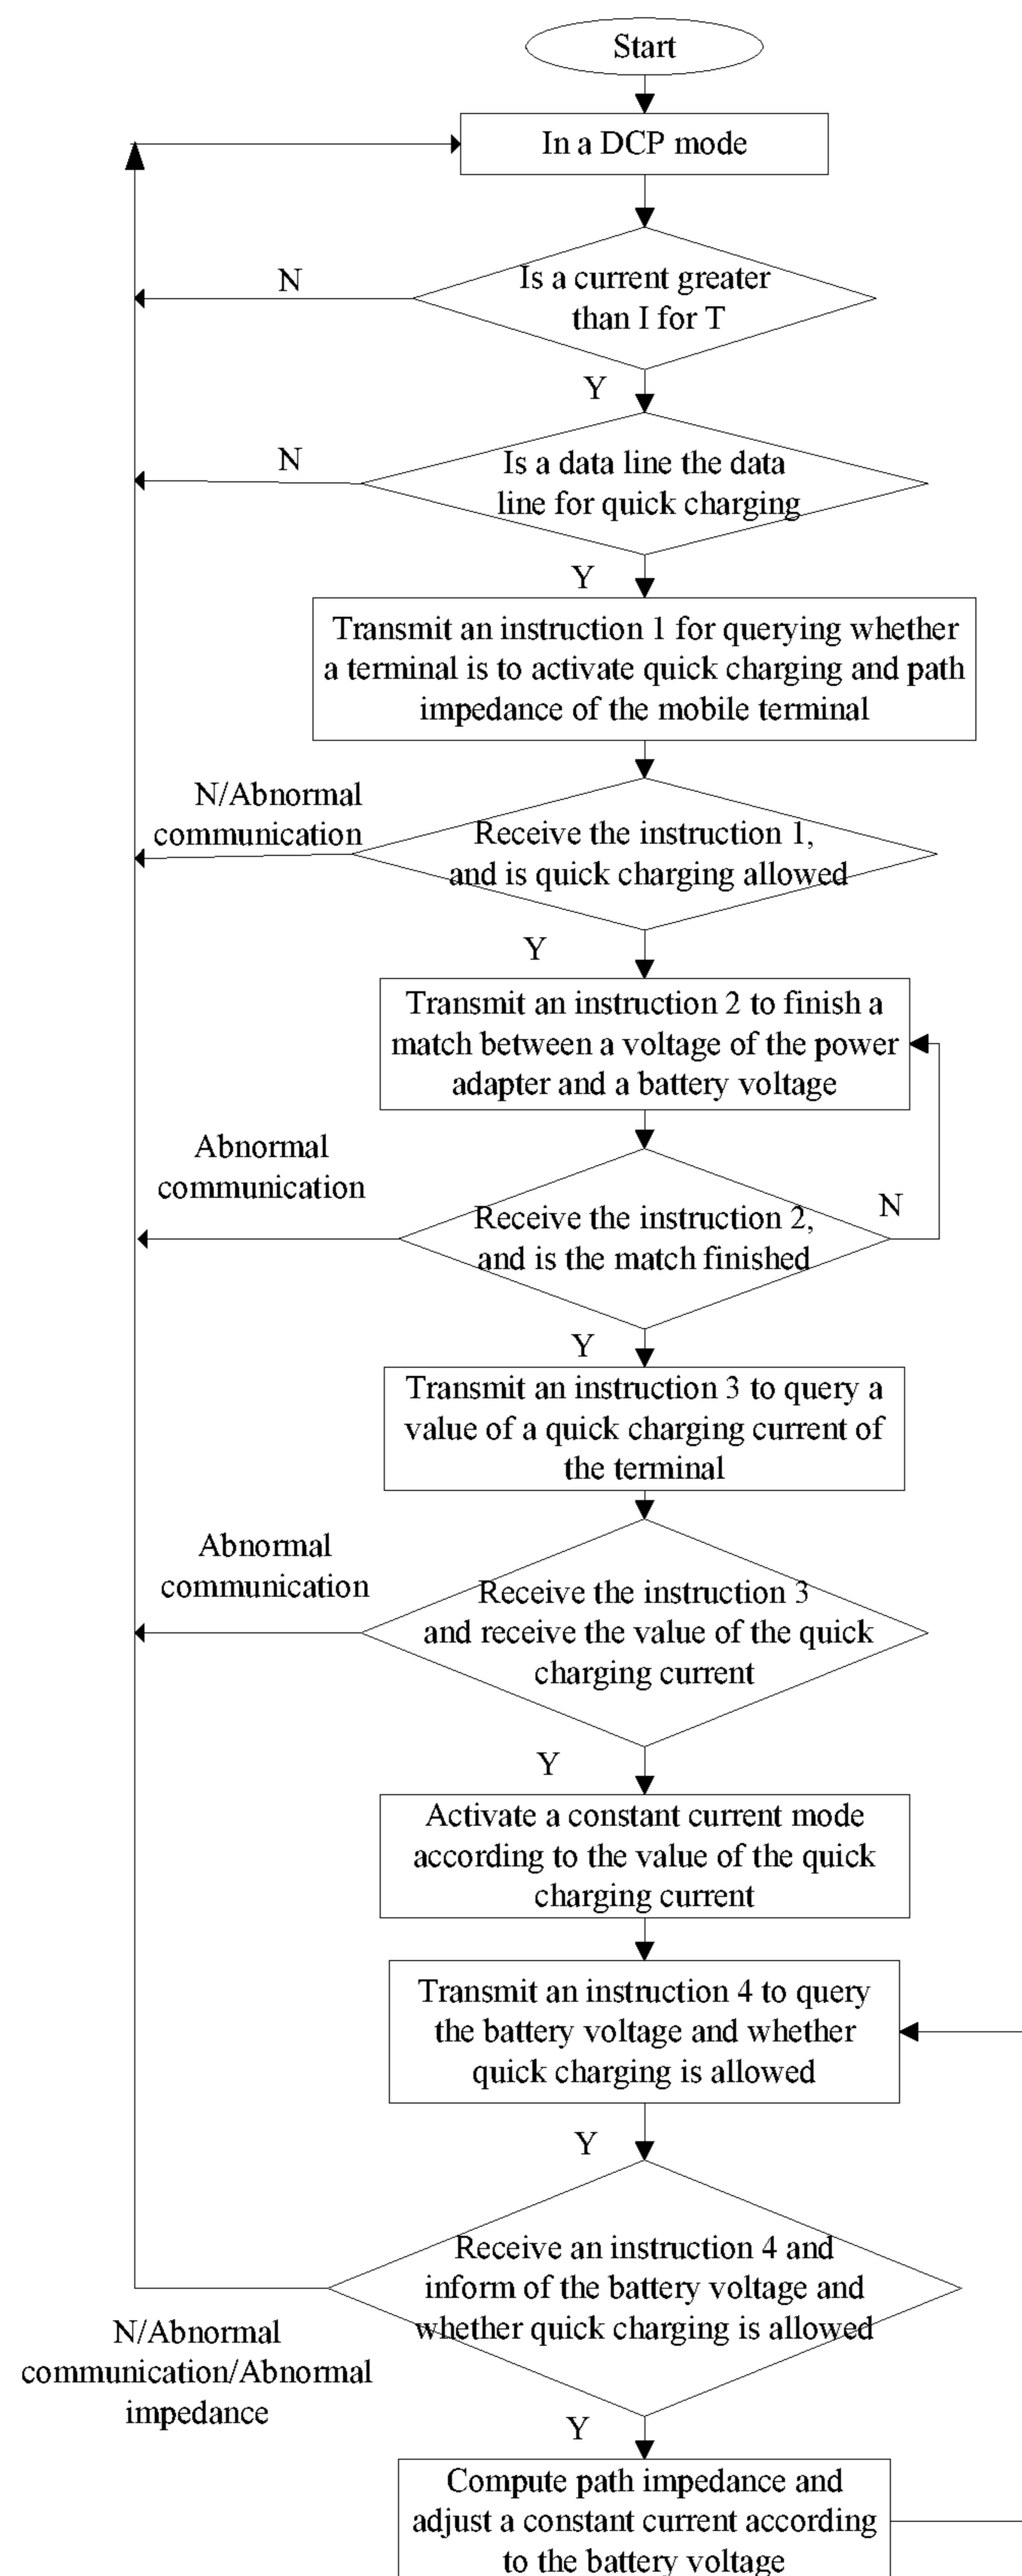 Start
In a DCP mode
N
Is a current greater
than I for T
Y
N
Is a data line the data
line for quick charging
Y
Transmit an instruction 1 for querying whether
a terminal is to activate quick charging and path
impedance of the mobile terminal
N/Abnormal
communication
Receive the instruction 1,
and is quick charging allowed
Y
Transmit an instruction 2 to finish a
match between a voltage of the power
adapter and a battery voltage
Abnormal
communication
N
Receive the instruction 2,
and is the match finished
Y
Transmit an instruction 3 to query a
value of a quick charging current of
the terminal
Abnormal
communication
Receive the instruction 3
and receive the value of the quick
charging current
Y
Activate a constant current mode
according to the value of the quick
charging current
Transmit an instruction 4 to query
the battery voltage and whether
quick charging is allowed
Y
Receive an instruction 4 and
inform of the battery voltage and
whether quick charging is allowed
N/Abnormal
communication/Abnormal
impedance
Y
Compute path impedance and
adjust a constant current according
to the battery voltage